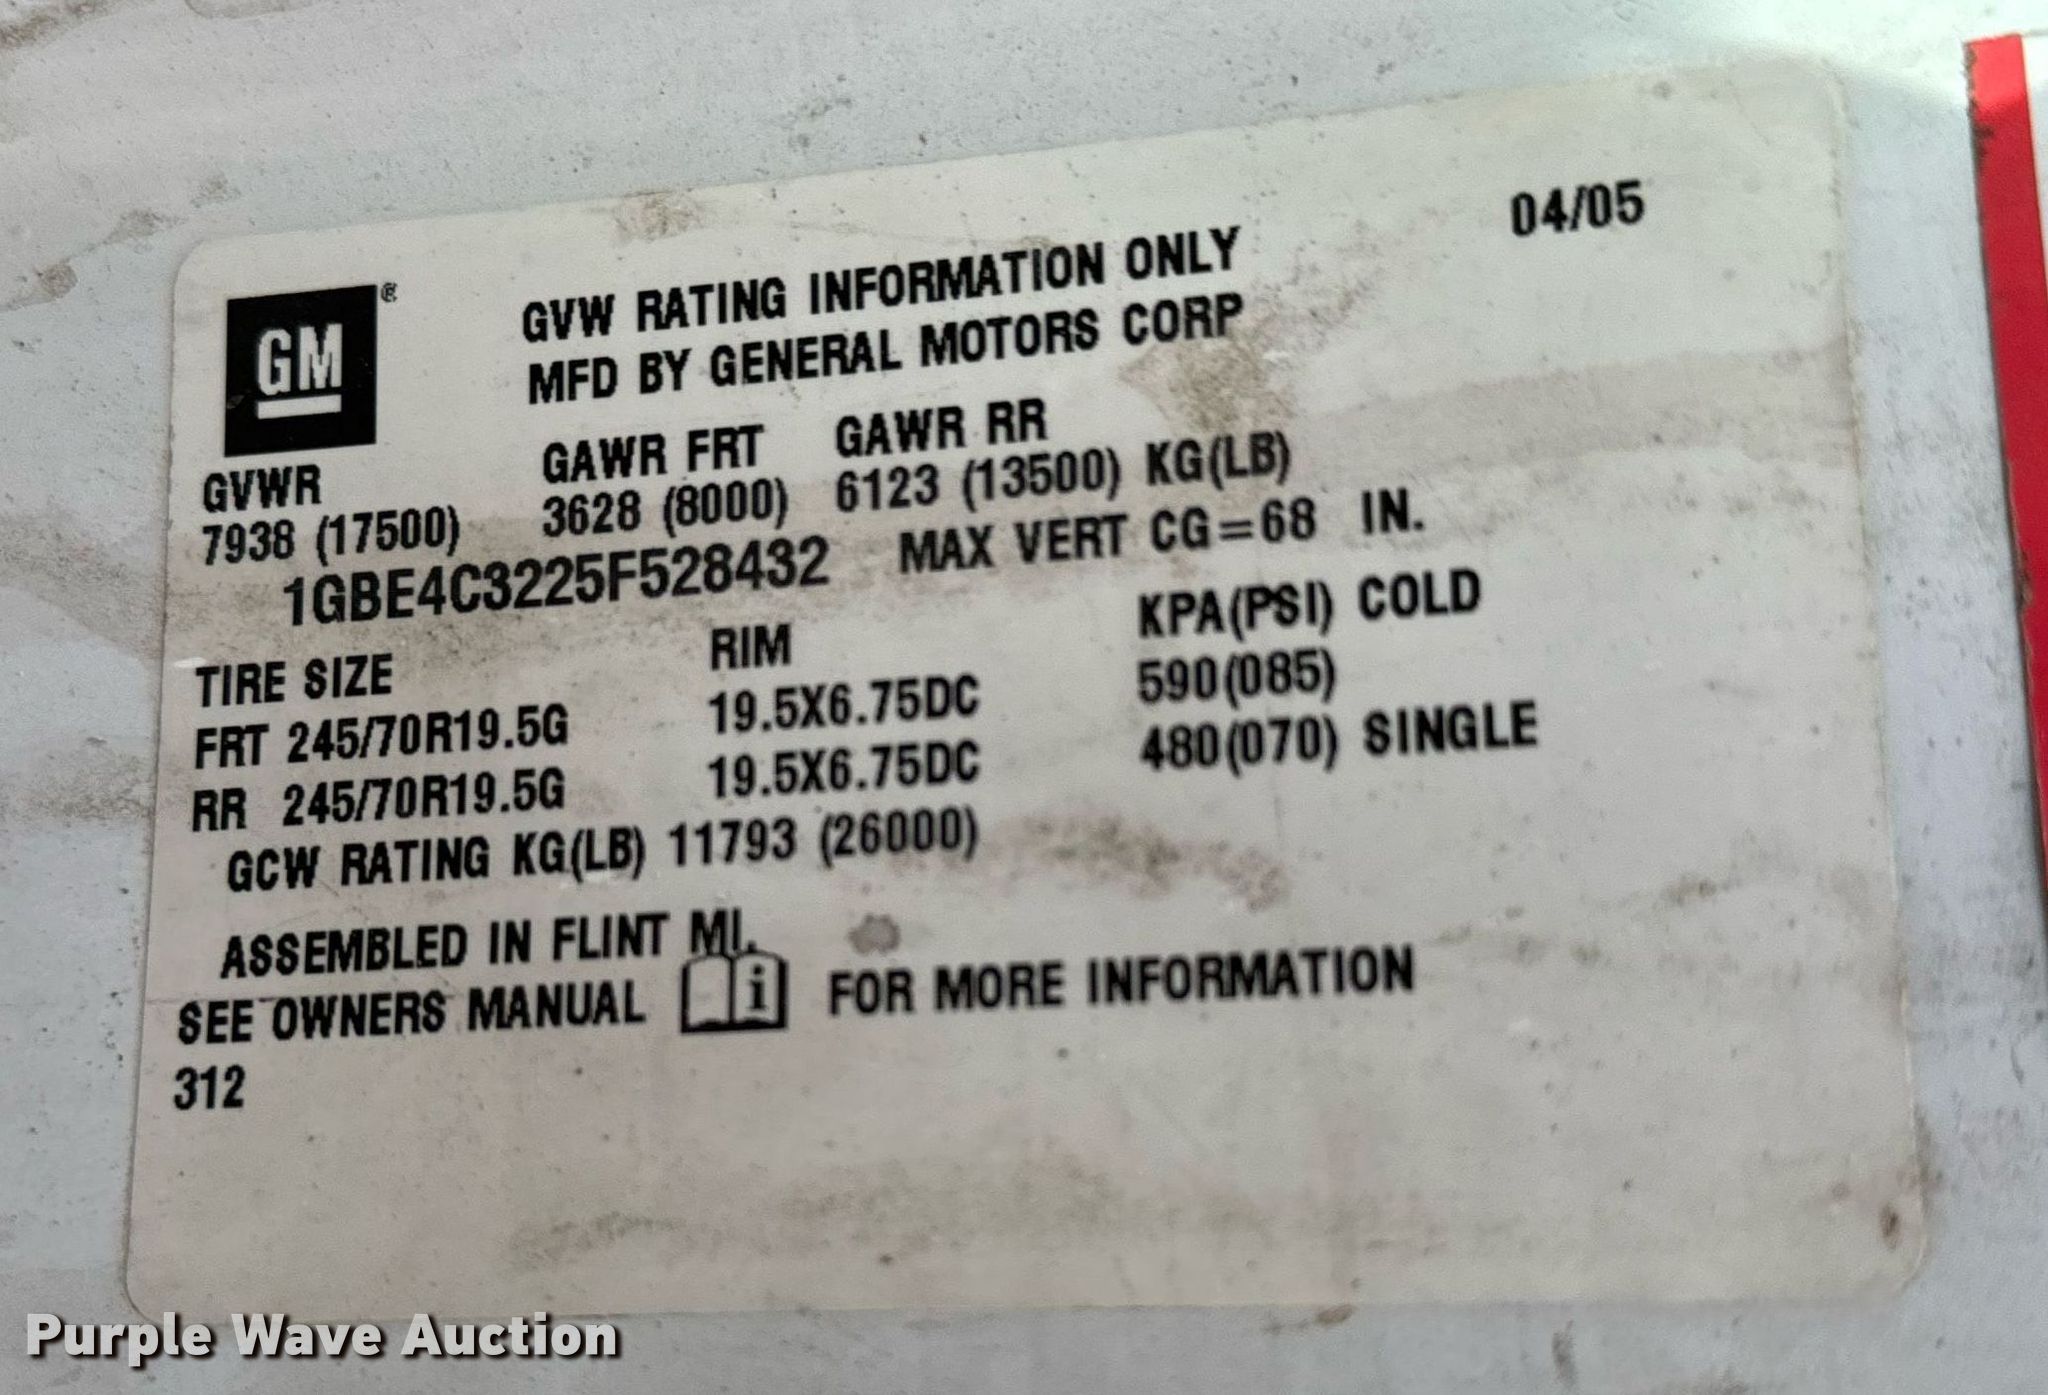 04/05
GM ®
GVW RATING INFORMATION ONLY
MFD BY GENERAL MOTORS CORP
GVWR GAWR FRT GAWR RR
7938 (17500) 3628 (8000) 6123 (13500) KG(LB)
1GBE4C3225F528432 MAX VERT CG=68 IN.
TIRE SIZE RIM KPA(PSI) COLD
FRT 245/70R19.5G 19.5X6.75DC 590(085)
RR 245/70R19.5G 19.5X6.75DC 480(070) SINGLE
GCW RATING KG(LB) 11793 (26000)
ASSEMBLED IN FLINT MI.
SEE OWNERS MANUAL i FOR MORE INFORMATION
312
Purple Wave Auction